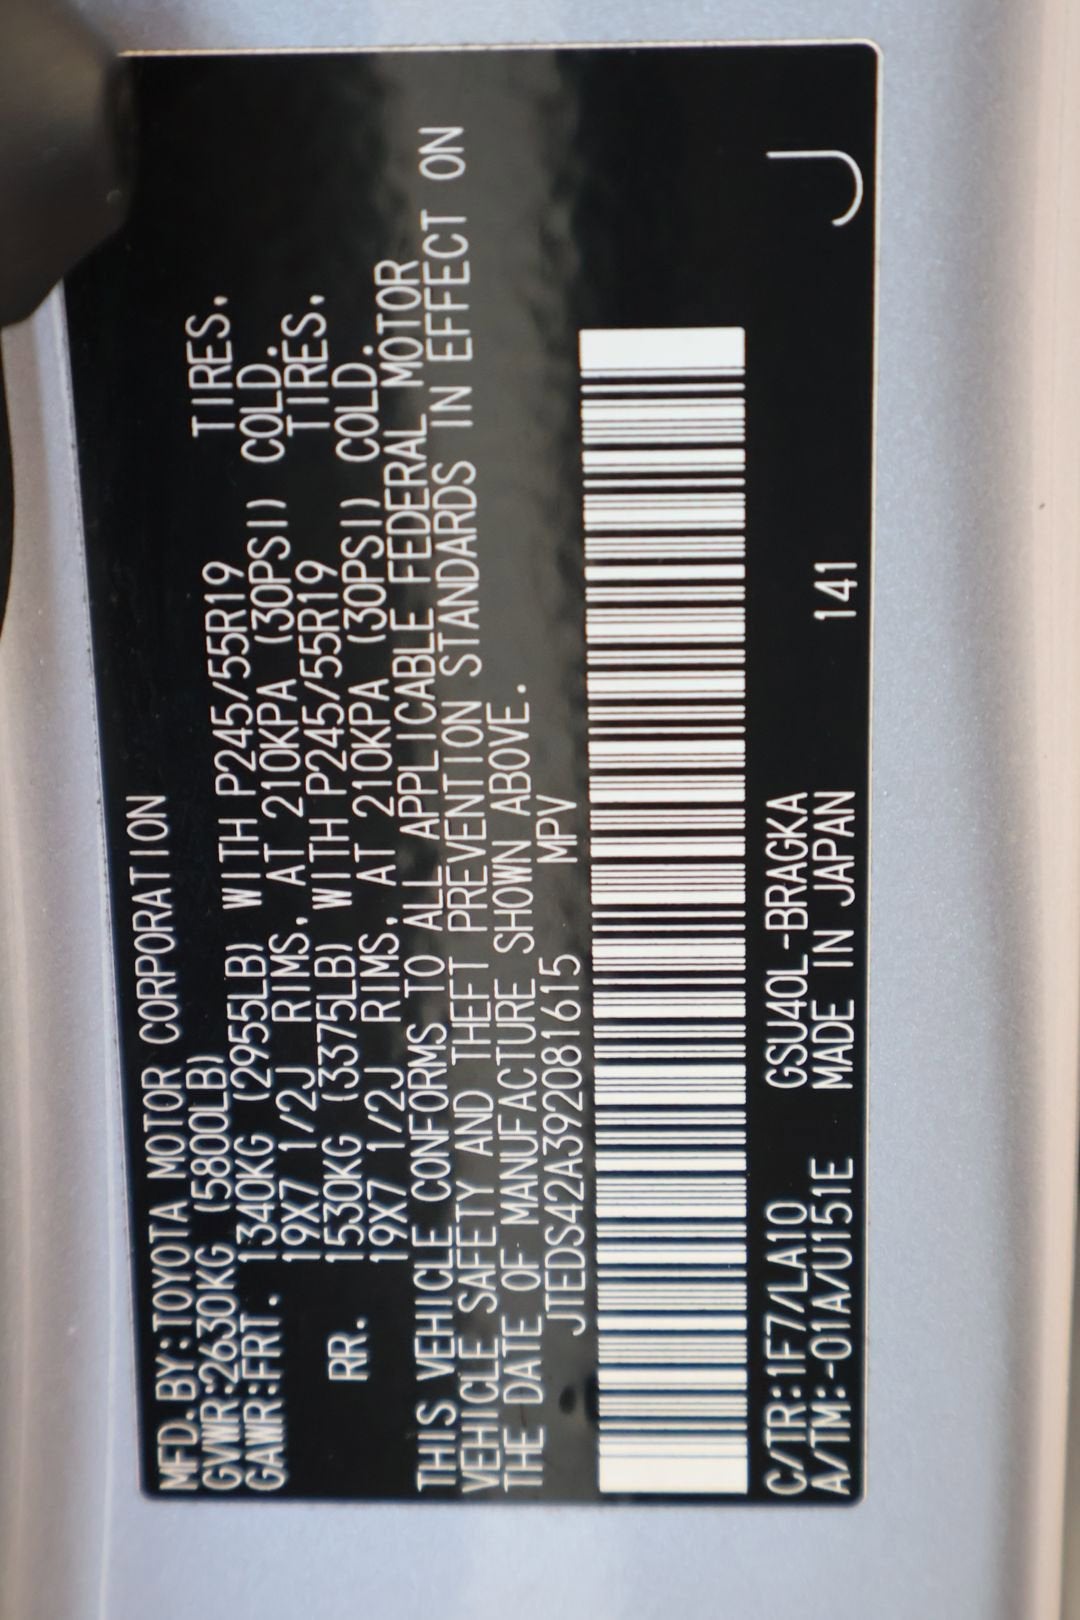 MFD.BY:TOYOTA MOTOR CORPORATION
GVWR:2630KG (5800LB)
GAWR:FRT. 1340KG (2955LB) WITH P245/55R19 TIRES,
19X7 1/2J RIMS, AT 210KPA (30PSI) COLD.
RR. 1530KG (3375LB) WITH P245/55R19 TIRES,
19X7 1/2J RIMS, AT 210KPA (30PSI) COLD.
THIS VEHICLE CONFORMS TO ALL APPLICABLE FEDERAL MOTOR
VEHICLE SAFETY AND THEFT PREVENTION STANDARDS IN EFFECT ON
THE DATE OF MANUFACTURE SHOWN ABOVE.
JTEDS42A392081615 MPV
C/TR:1F7/LA10 GSU40L-BRAGKA
A/TM:-01A/U151E MADE IN JAPAN 141
J